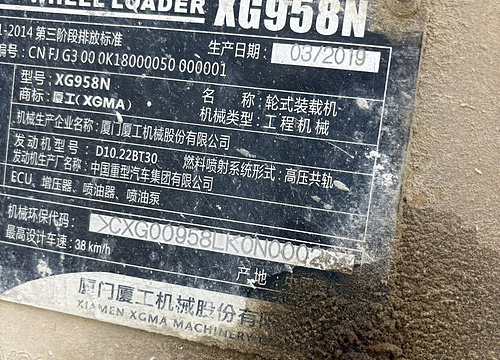 WHEEL LOADER XG958N
1-2014 第三阶段排放标准
生产日期: 03/2019
编号: CN FJ G3 00 0K18000050 000001
型号: XG958N
名 称: 轮式装载机
商标: 厦工(XGMA)
机械类型: 工程机械
机械生产企业名称: 厦门厦工机械股份有限公司
发动机型号: D10.22BT30 燃料喷射系统形式: 高压共轨
发动机生产厂名称: 中国重型汽车集团有限公司
ECU、增压器、喷油器、喷油泵
机械环保代码: >CXG00958LK0N0002
最高设计车速: 38 km/h
产地:
厦门厦工机械股份有限
XIAMEN XGMA MACHINERY